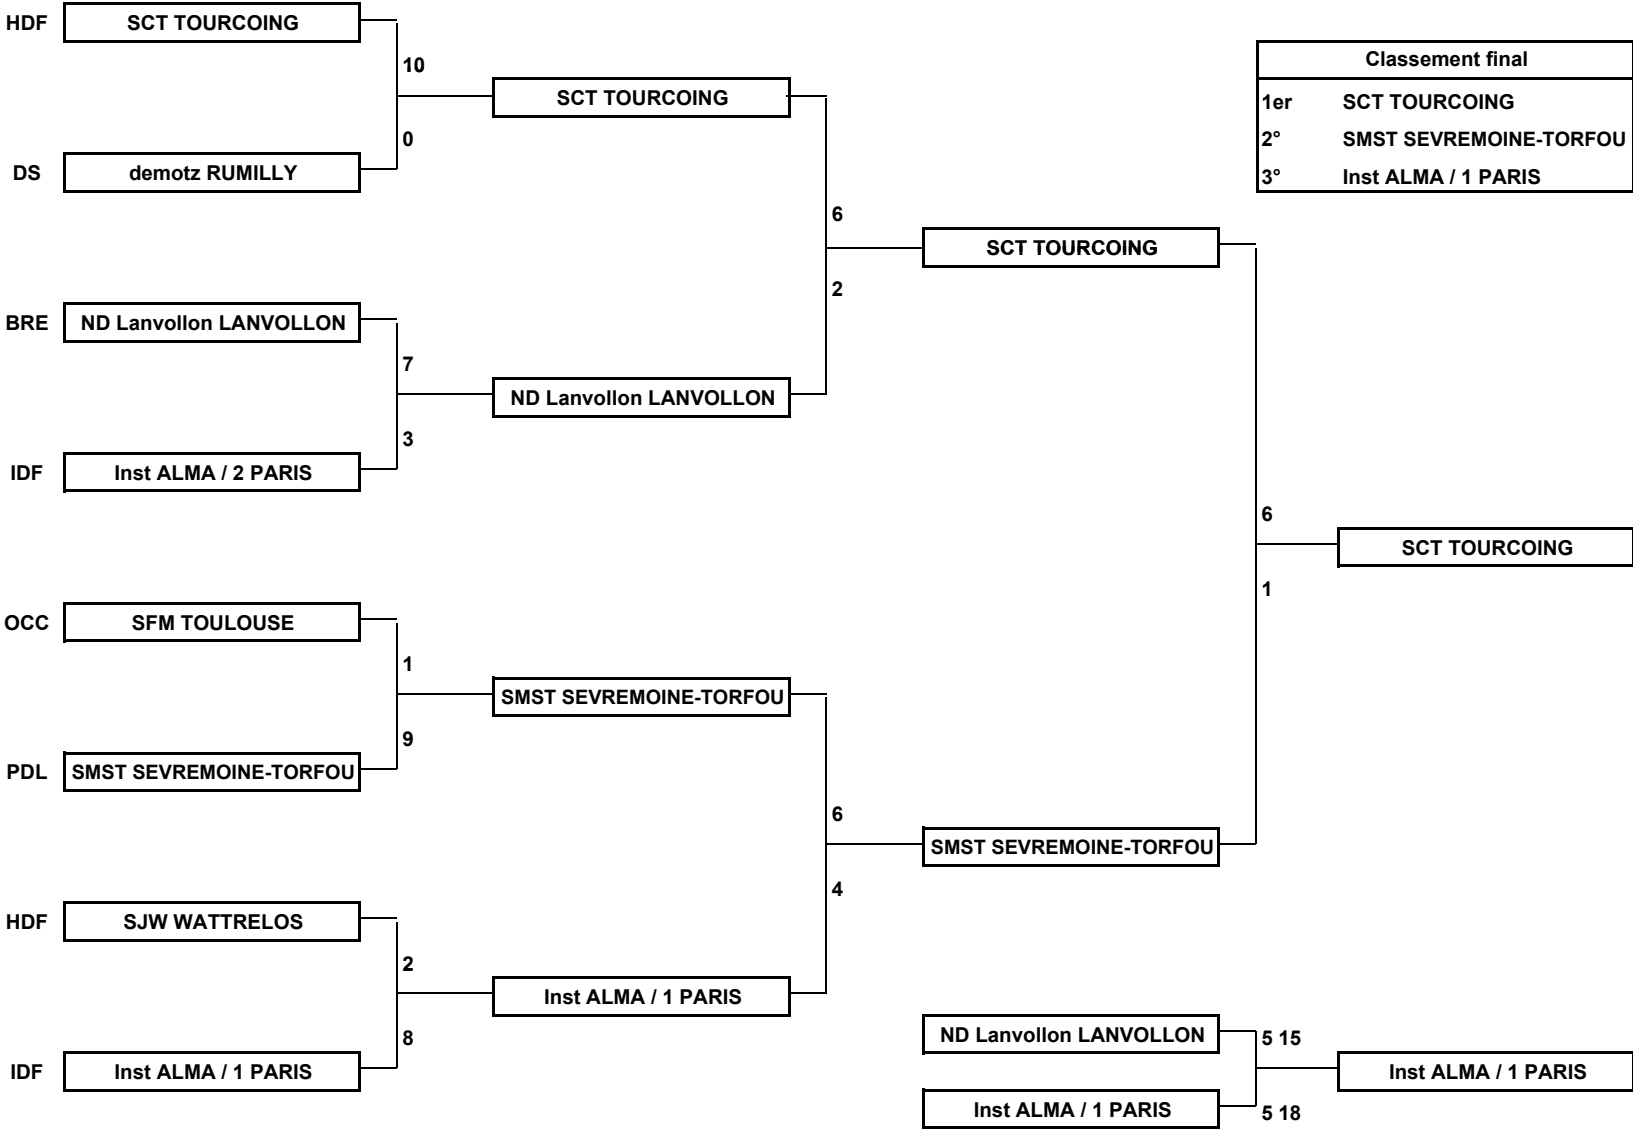 HDF SCT TOURCOING
10
0
DS demotz RUMILLY
SCT TOURCOING
BRE ND Lanvollon LANVOLLON
7
3
IDF Inst ALMA / 2 PARIS
ND Lanvollon LANVOLLON
6
2
SCT TOURCOING
OCC SFM TOULOUSE
1
9
PDL SMST SEVREMOINE-TORFOU
SMST SEVREMOINE-TORFOU
HDF SJW WATTRELOS
2
8
IDF Inst ALMA / 1 PARIS
Inst ALMA / 1 PARIS
6
4
SMST SEVREMOINE-TORFOU
6
1
SCT TOURCOING
Classement final
1er SCT TOURCOING
2° SMST SEVREMOINE-TORFOU
3° Inst ALMA / 1 PARIS
ND Lanvollon LANVOLLON 5 15
Inst ALMA / 1 PARIS 5 18
Inst ALMA / 1 PARIS